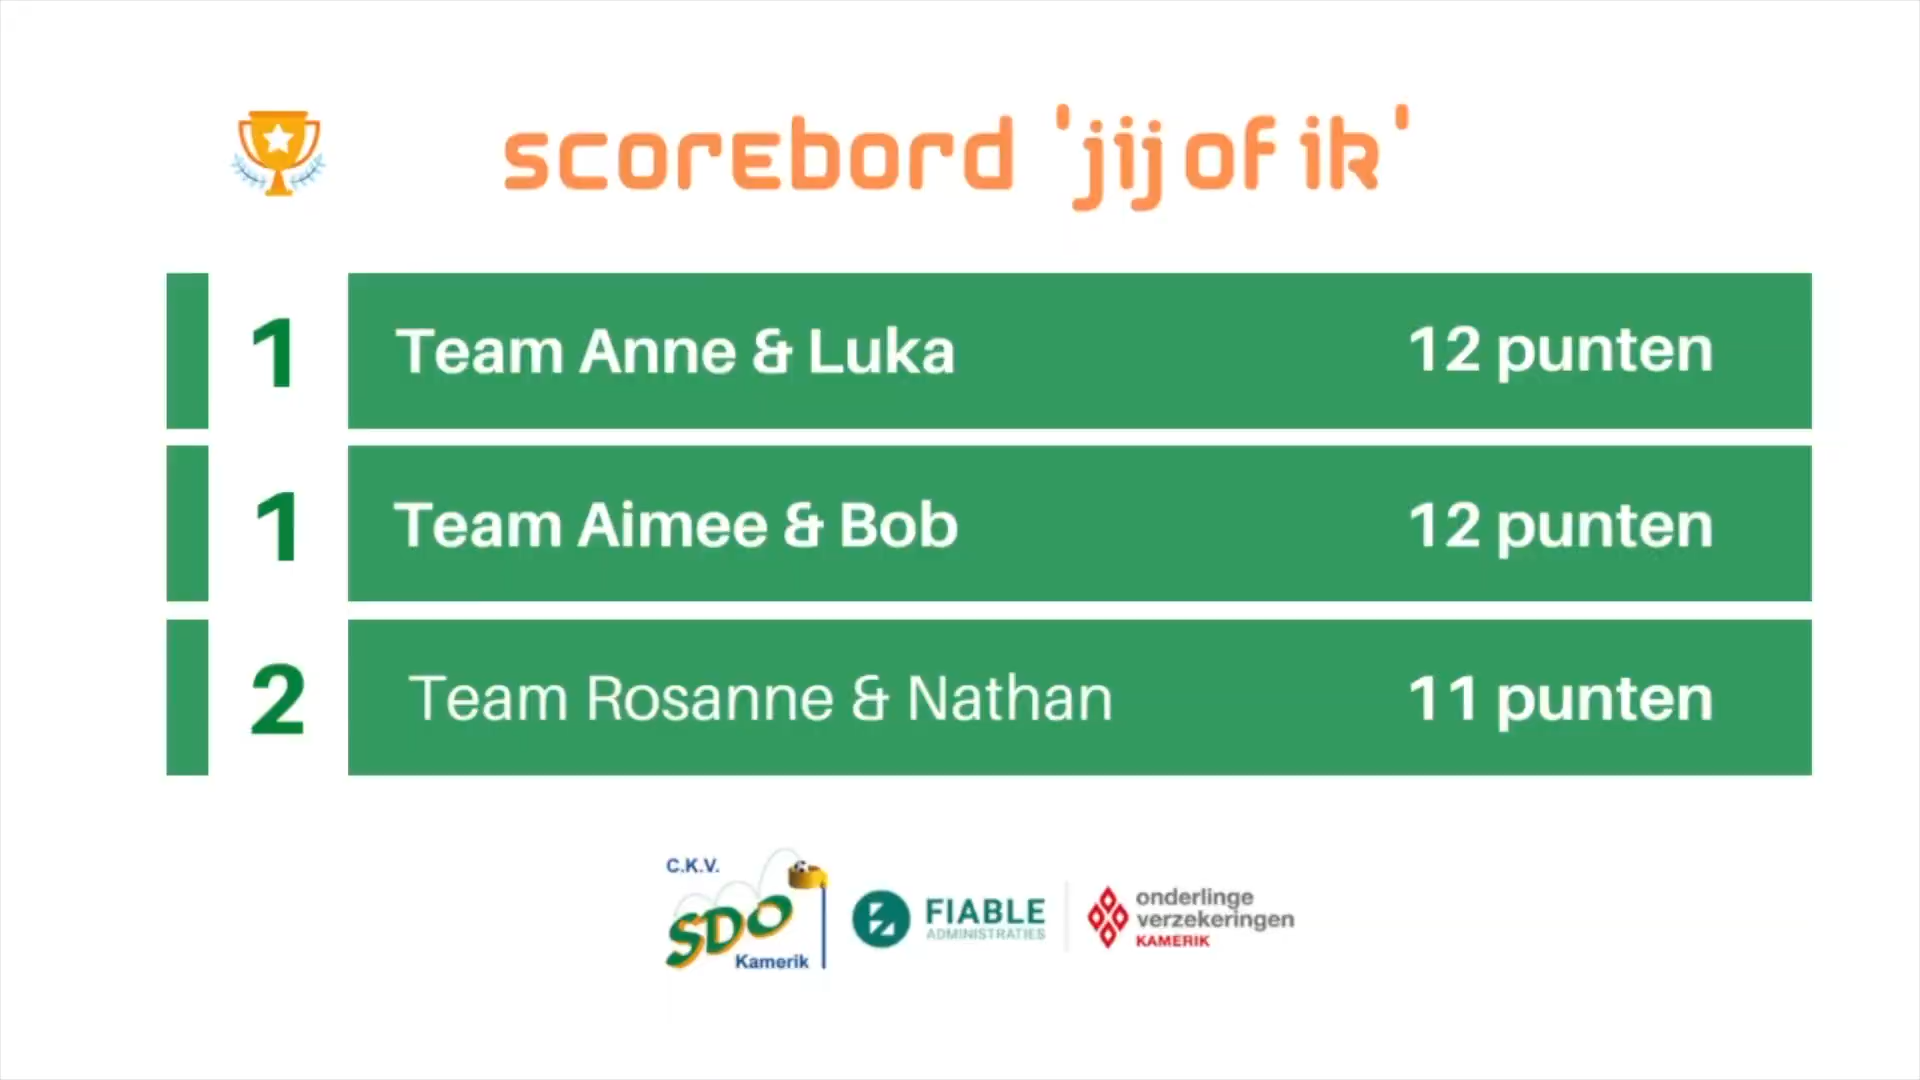 scorebord 'jij of ik'
1 Team Anne & Luka 12 punten
1 Team Aimee & Bob 12 punten
2 Team Rosanne & Nathan 11 punten
C.K.V.
SDO
Kamerik
FIABLE
ADMINISTRATIES
onderlinge
verzekeringen
KAMERIK